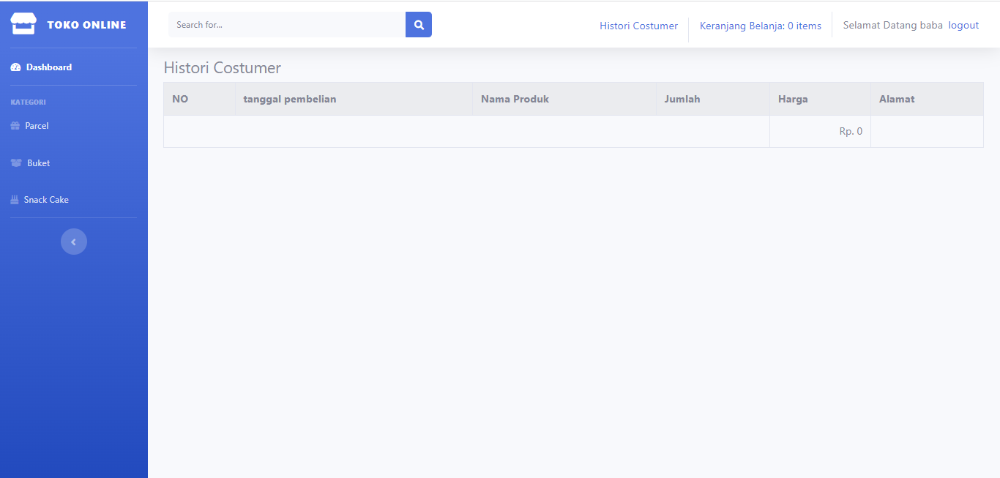 TOKO ONLINE
Dashboard
KATEGORI
Parcel
Buket
Snack Cake
Search for...
Histori Costumer
Keranjang Belanja: 0 items
Selamat Datang baba logout
Histori Costumer
NO tanggal pembelian Nama Produk Jumlah Harga Alamat
Rp. 0